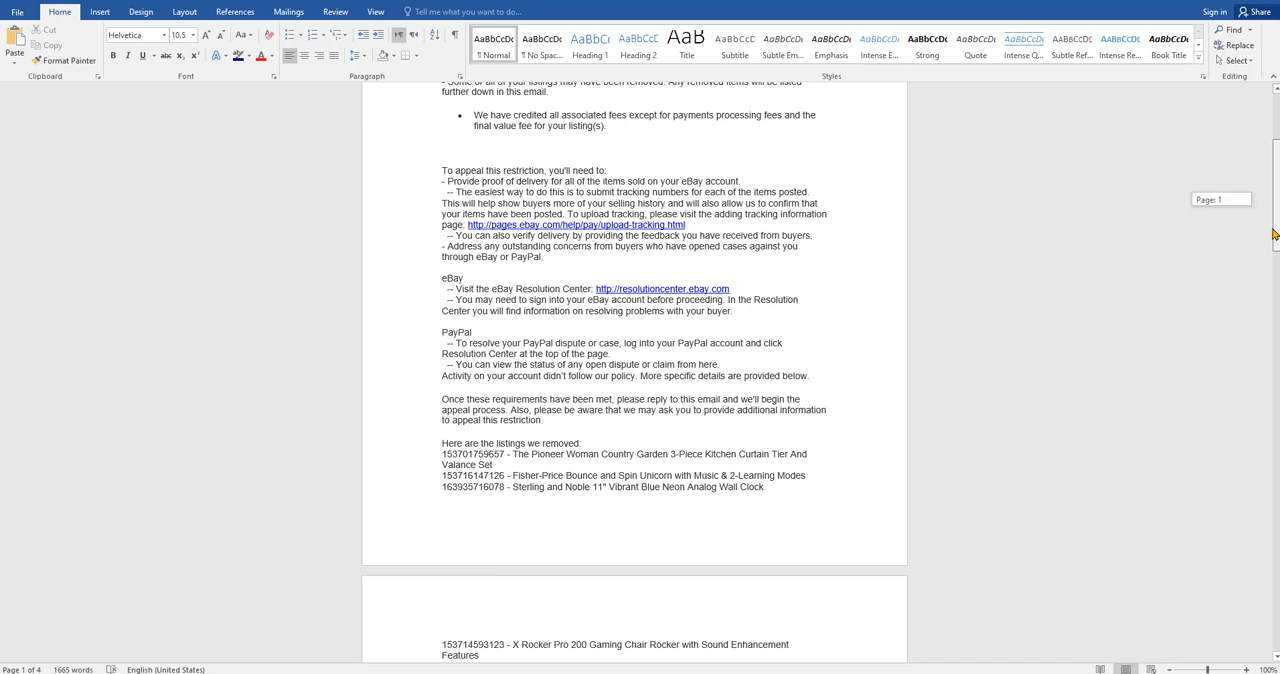 File Home Insert Design Layout References Mailings Review View Tell me what you want to do... Sign in Share
Cut
Copy
Format Painter
Paste
Helvetica 10.5
¶ Normal ¶ No Spac... Heading 1 Heading 2 Title Subtitle Subtle Em... Emphasis Intense E... Strong Quote Intense Q... Subtle Ref... Intense Re... Book Title
Find
Replace
Select
Clipboard Font Paragraph Styles Editing
- Some or all of your listings may have been removed. Any removed items will be listed
further down in this email.
• We have credited all associated fees except for payments processing fees and the
final value fee for your listing(s).
To appeal this restriction, you'll need to:
- Provide proof of delivery for all of the items sold on your eBay account.
-- The easiest way to do this is to submit tracking numbers for each of the items posted.
This will help show buyers more of your selling history and will also allow us to confirm that
your items have been posted. To upload tracking, please visit the adding tracking information
page: http://pages.ebay.com/help/pay/upload-tracking.html
-- You can also verify delivery by providing the feedback you have received from buyers.
- Address any outstanding concerns from buyers who have opened cases against you
through eBay or PayPal.
eBay
-- Visit the eBay Resolution Center: http://resolutioncenter.ebay.com
-- You may need to sign into your eBay account before proceeding. In the Resolution
Center you will find information on resolving problems with your buyer.
PayPal
-- To resolve your PayPal dispute or case, log into your PayPal account and click
Resolution Center at the top of the page.
-- You can view the status of any open dispute or claim from here.
Activity on your account didn't follow our policy. More specific details are provided below.
Once these requirements have been met, please reply to this email and we'll begin the
appeal process. Also, please be aware that we may ask you to provide additional information
to appeal this restriction.
Here are the listings we removed:
153701759657 - The Pioneer Woman Country Garden 3-Piece Kitchen Curtain Tier And
Valance Set
153716147126 - Fisher-Price Bounce and Spin Unicorn with Music & 2-Learning Modes
163935716078 - Sterling and Noble 11" Vibrant Blue Neon Analog Wall Clock
153714593123 - X Rocker Pro 200 Gaming Chair Rocker with Sound Enhancement
Features
Page: 1
Page 1 of 4 1665 words English (United States) 100%